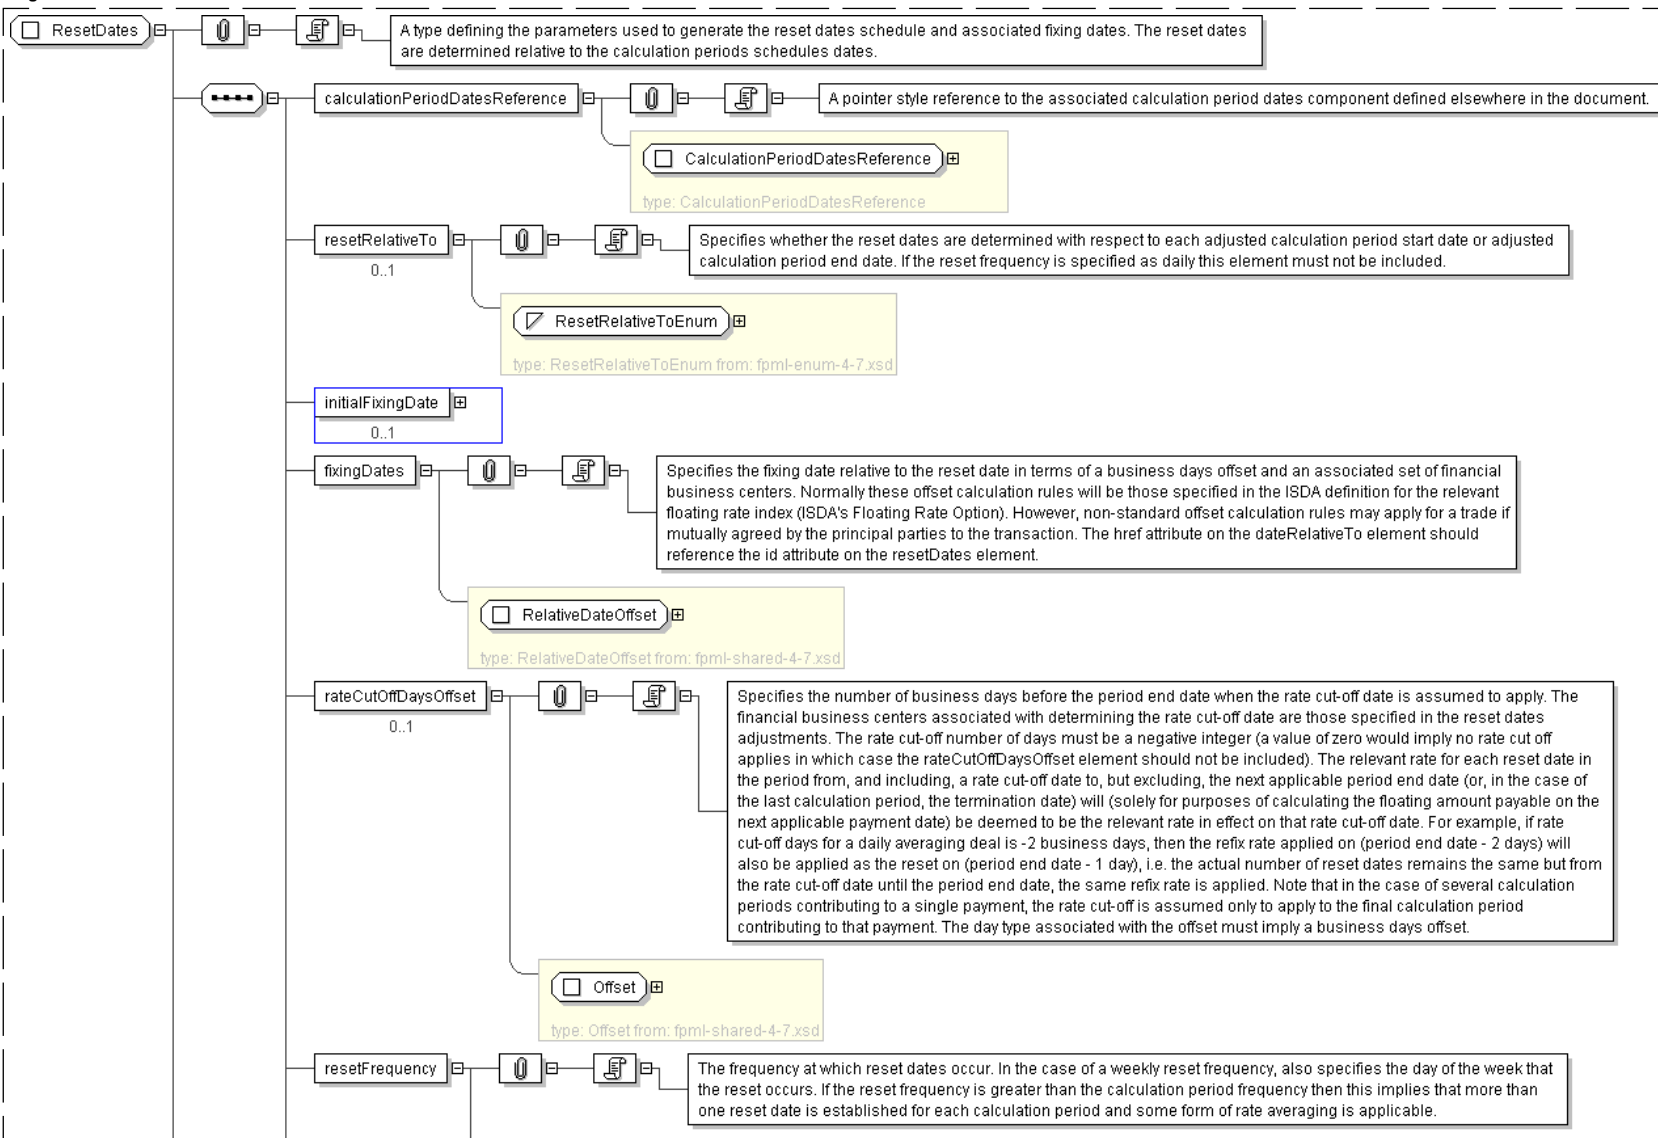 ResetDates
A type defining the parameters used to generate the reset dates schedule and associated fixing dates. The reset dates
are determined relative to the calculation periods schedules dates.
calculationPeriodDatesReference
A pointer style reference to the associated calculation period dates component defined elsewhere in the document.
CalculationPeriodDatesReference
type: CalculationPeriodDatesReference
resetRelativeTo
0..1
Specifies whether the reset dates are determined with respect to each adjusted calculation period start date or adjusted
calculation period end date. If the reset frequency is specified as daily this element must not be included.
ResetRelativeToEnum
type: ResetRelativeToEnum from: fpml-enum-4-7.xsd
initialFixingDate
0..1
fixingDates
Specifies the fixing date relative to the reset date in terms of a business days offset and an associated set of financial
business centers. Normally these offset calculation rules will be those specified in the ISDA definition for the relevant
floating rate index (ISDA's Floating Rate Option). However, non-standard offset calculation rules may apply for a trade if
mutually agreed by the principal parties to the transaction. The href attribute on the dateRelativeTo element should
reference the id attribute on the resetDates element.
RelativeDateOffset
type: RelativeDateOffset from: fpml-shared-4-7.xsd
rateCutOffDaysOffset
0..1
Specifies the number of business days before the period end date when the rate cut-off date is assumed to apply. The
financial business centers associated with determining the rate cut-off date are those specified in the reset dates
adjustments. The rate cut-off number of days must be a negative integer (a value of zero would imply no rate cut off
applies in which case the rateCutOffDaysOffset element should not be included). The relevant rate for each reset date in
the period from, and including, a rate cut-off date to, but excluding, the next applicable period end date (or, in the case of
the last calculation period, the termination date) will (solely for purposes of calculating the floating amount payable on the
next applicable payment date) be deemed to be the relevant rate in effect on that rate cut-off date. For example, if rate
cut-off days for a daily averaging deal is -2 business days, then the refix rate applied on (period end date - 2 days) will
also be applied as the reset on (period end date - 1 day), i.e. the actual number of reset dates remains the same but from
the rate cut-off date until the period end date, the same refix rate is applied. Note that in the case of several calculation
periods contributing to a single payment, the rate cut-off is assumed only to apply to the final calculation period
contributing to that payment. The day type associated with the offset must imply a business days offset.
Offset
type: Offset from: fpml-shared-4-7.xsd
resetFrequency
The frequency at which reset dates occur. In the case of a weekly reset frequency, also specifies the day of the week that
the reset occurs. If the reset frequency is greater than the calculation period frequency then this implies that more than
one reset date is established for each calculation period and some form of rate averaging is applicable.